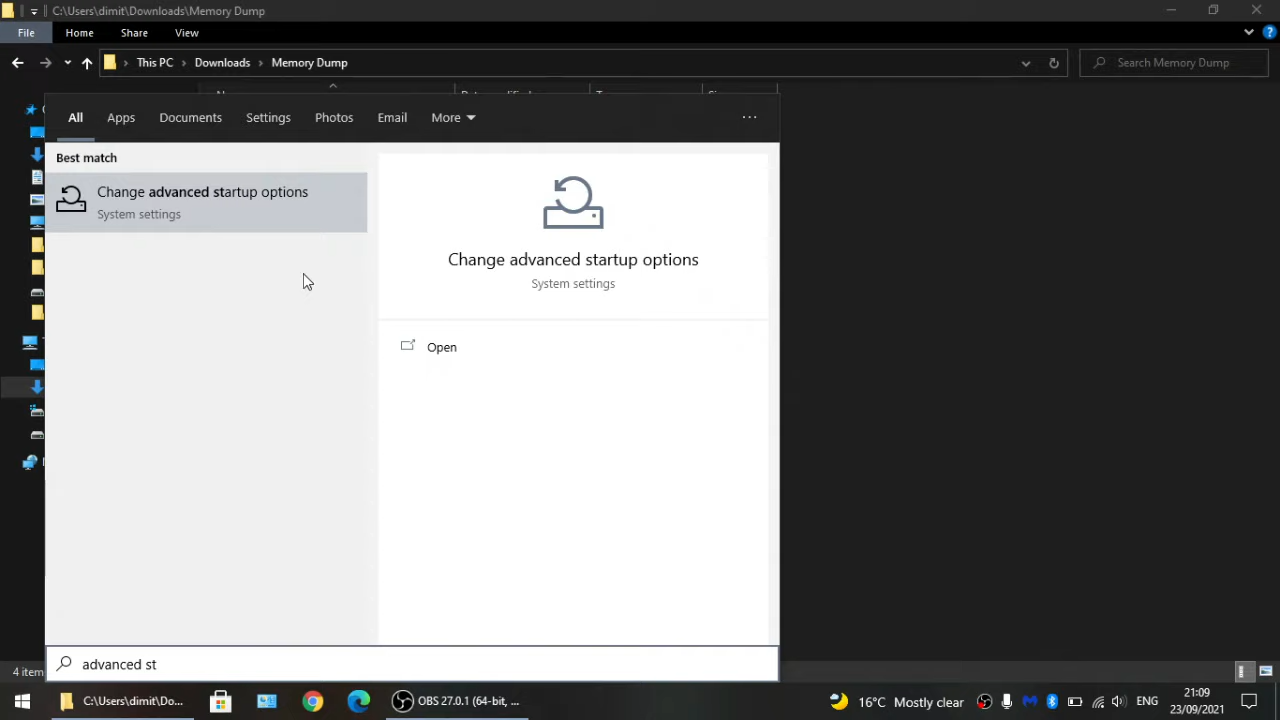 C:\Users\dimit\Downloads\Memory Dump
File Home Share View
This PC > Downloads > Memory Dump
Search Memory Dump
All Apps Documents Settings Photos Email More
Best match
Change advanced startup options
System settings
Change advanced startup options
System settings
Open
advanced st
4 item
C:\Users\dimit\Do...
OBS 27.0.1 (64-bit, ...
16°C Mostly clear
ENG
21:09
23/09/2021